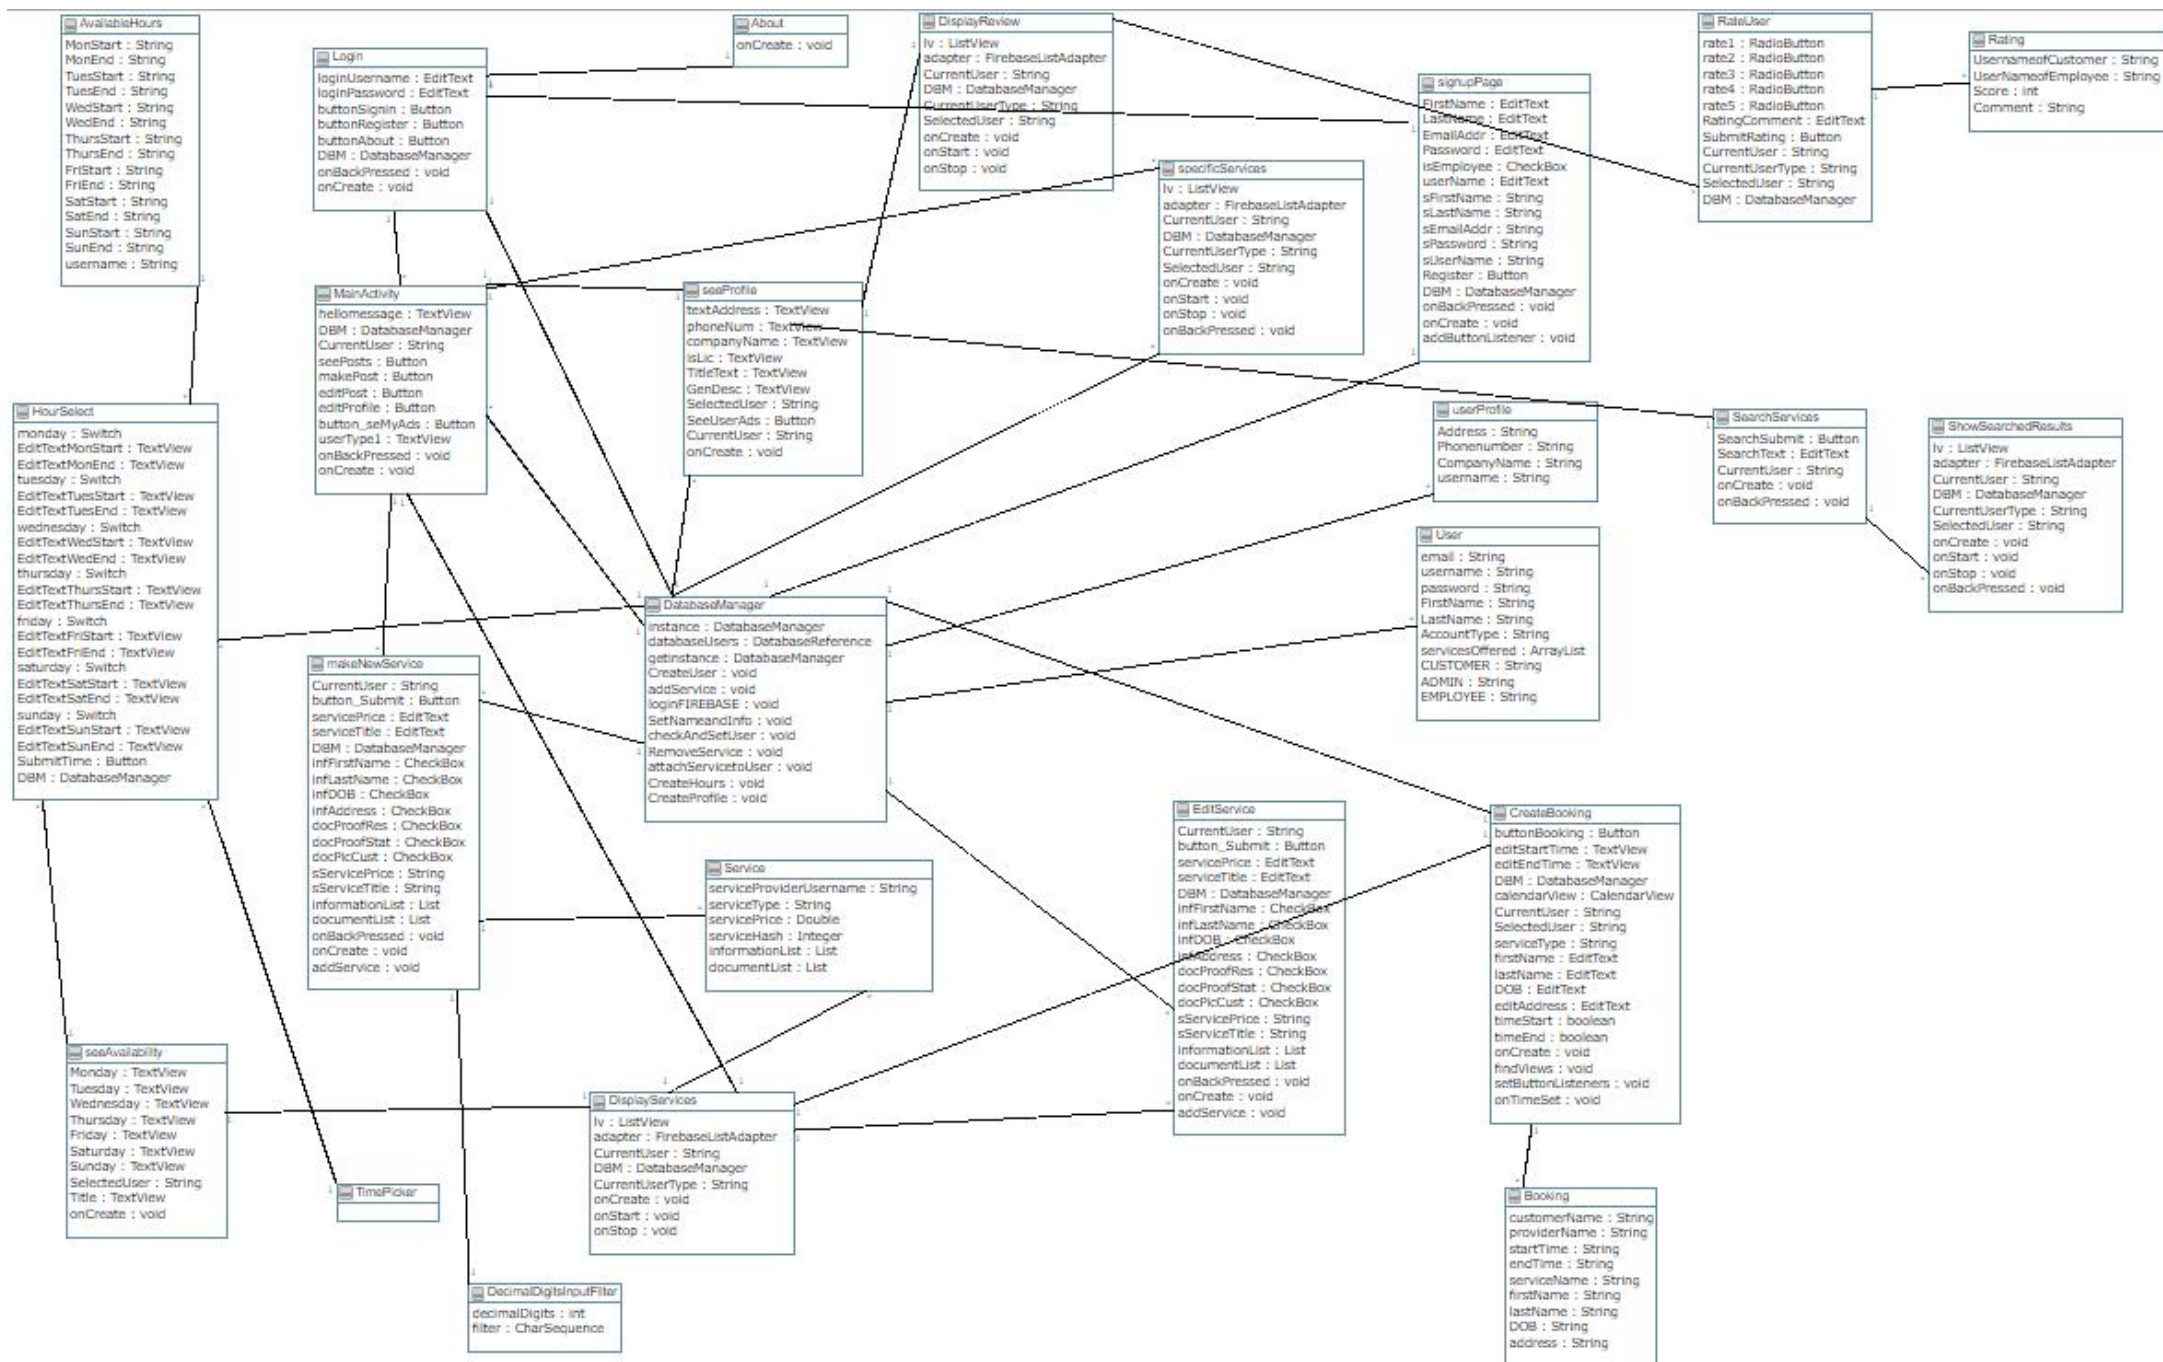 AvailableHours
MonStart : String
MonEnd : String
TuesStart : String
TuesEnd : String
WedStart : String
WedEnd : String
ThursStart : String
ThursEnd : String
FriStart : String
FriEnd : String
SatStart : String
SatEnd : String
SunStart : String
SunEnd : String
username : String
Login
loginUsername : EditText
loginPassword : EditText
buttonSignin : Button
buttonRegister : Button
buttonAbout : Button
DBM : DatabaseManager
onBackPressed : void
onCreate : void
About
onCreate : void
DisplayReview
lv : ListView
adapter : FirebaseListAdapter
CurrentUser : String
DBM : DatabaseManager
CurrentUserType : String
SelectedUser : String
onCreate : void
onStart : void
onStop : void
specificServices
lv : ListView
adapter : FirebaseListAdapter
CurrentUser : String
DBM : DatabaseManager
CurrentUserType : String
SelectedUser : String
onCreate : void
onStart : void
onStop : void
onBackPressed : void
signupPage
FirstName : EditText
LastName : EditText
EmailAddr : EditText
Password : EditText
isEmployee : CheckBox
userName : EditText
sFirstName : String
sLastName : String
sEmailAddr : String
sPassword : String
sUserName : String
Register : Button
DBM : DatabaseManager
onBackPressed : void
onCreate : void
addButtonListener : void
RateUser
rate1 : RadioButton
rate2 : RadioButton
rate3 : RadioButton
rate4 : RadioButton
rate5 : RadioButton
RatingComment : EditText
SubmitRating : Button
CurrentUser : String
CurrentUserType : String
SelectedUser : String
DBM : DatabaseManager
Rating
UsernameofCustomer : String
UserNameofEmployee : String
Score : int
Comment : String
MainActivity
hellomessage : TextView
DBM : DatabaseManager
CurrentUser : String
seePosts : Button
makePost : Button
editPost : Button
editProfile : Button
button_seMyAds : Button
userType1 : TextView
onBackPressed : void
onCreate : void
seeProfile
textAddress : TextView
phoneNum : TextView
companyName : TextView
isLic : TextView
TitleText : TextView
GenDesc : TextView
SelectedUser : String
SeeUserAds : Button
CurrentUser : String
onCreate : void
HourSelect
monday : Switch
EditTextMonStart : TextView
EditTextMonEnd : TextView
tuesday : Switch
EditTextTuesStart : TextView
EditTextTuesEnd : TextView
wednesday : Switch
EditTextWedStart : TextView
EditTextWedEnd : TextView
thursday : Switch
EditTextThursStart : TextView
EditTextThursEnd : TextView
friday : Switch
EditTextFriStart : TextView
EditTextFriEnd : TextView
saturday : Switch
EditTextSatStart : TextView
EditTextSatEnd : TextView
sunday : Switch
EditTextSunStart : TextView
EditTextSunEnd : TextView
SubmitTime : Button
DBM : DatabaseManager
userProfile
Address : String
Phonenumber : String
CompanyName : String
username : String
SearchServices
SearchSubmit : Button
SearchText : EditText
CurrentUser : String
onCreate : void
onBackPressed : void
ShowSearchedResults
lv : ListView
adapter : FirebaseListAdapter
CurrentUser : String
DBM : DatabaseManager
CurrentUserType : String
SelectedUser : String
onCreate : void
onStart : void
onStop : void
onBackPressed : void
User
email : String
username : String
password : String
FirstName : String
LastName : String
AccountType : String
servicesOffered : ArrayList
CUSTOMER : String
ADMIN : String
EMPLOYEE : String
DatabaseManager
instance : DatabaseManager
databaseUsers : DatabaseReference
getinstance : DatabaseManager
CreateUser : void
addService : void
loginFIREBASE : void
SetNameandInfo : void
checkAndSetUser : void
RemoveService : void
attachServicetoUser : void
CreateHours : void
CreateProfile : void
makeNewService
CurrentUser : String
button_Submit : Button
servicePrice : EditText
serviceTitle : EditText
DBM : DatabaseManager
infFirstName : CheckBox
infLastName : CheckBox
infDOB : CheckBox
infAddress : CheckBox
docProofRes : CheckBox
docProofStat : CheckBox
docPicCust : CheckBox
sServicePrice : String
sServiceTitle : String
informationList : List
documentList : List
onBackPressed : void
onCreate : void
addService : void
Service
serviceProviderUsername : String
serviceType : String
servicePrice : Double
serviceHash : Integer
informationList : List
documentList : List
EditService
CurrentUser : String
button_Submit : Button
servicePrice : EditText
serviceTitle : EditText
DBM : DatabaseManager
infFirstName : CheckBox
infLastName : CheckBox
infDOB : CheckBox
infAddress : CheckBox
docProofRes : CheckBox
docProofStat : CheckBox
docPicCust : CheckBox
sServicePrice : String
sServiceTitle : String
informationList : List
documentList : List
onBackPressed : void
onCreate : void
addService : void
CreateBooking
buttonBooking : Button
editStartTime : TextView
editEndTime : TextView
DBM : DatabaseManager
calendarView : CalendarView
CurrentUser : String
SelectedUser : String
serviceType : String
firstName : EditText
lastName : EditText
DOB : EditText
editAddress : EditText
timeStart : boolean
timeEnd : boolean
onCreate : void
findViews : void
setButtonListeners : void
onTimeSet : void
seeAvailability
Monday : TextView
Tuesday : TextView
Wednesday : TextView
Thursday : TextView
Friday : TextView
Saturday : TextView
Sunday : TextView
SelectedUser : String
Title : TextView
onCreate : void
TimePicker
DisplayServices
lv : ListView
adapter : FirebaseListAdapter
CurrentUser : String
DBM : DatabaseManager
CurrentUserType : String
onCreate : void
onStart : void
onStop : void
DecimalDigitsInputFilter
decimalDigits : int
filter : CharSequence
Booking
customerName : String
providerName : String
startTime : String
endTime : String
serviceName : String
firstName : String
lastName : String
DOB : String
address : String